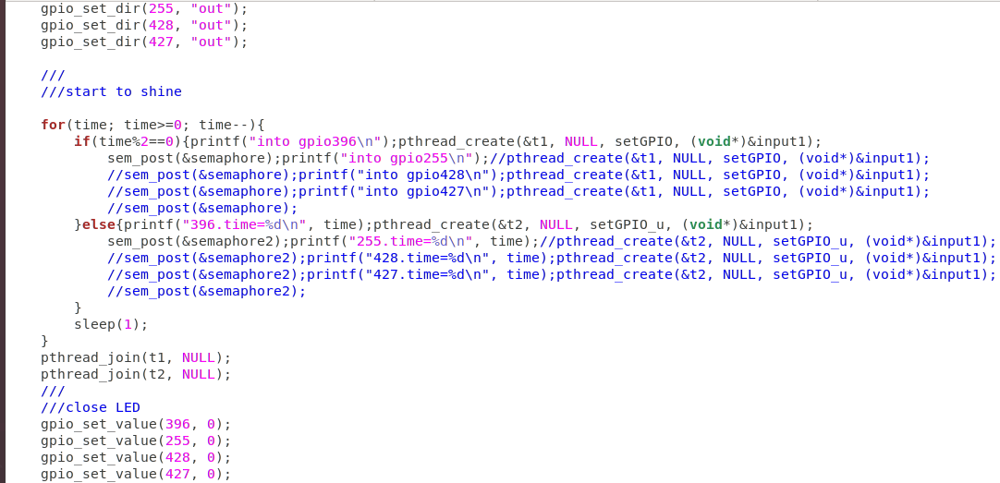 gpio_set_dir(255, "out");
gpio_set_dir(428, "out");
gpio_set_dir(427, "out");
///
///start to shine
for(time; time>=0; time--){
if(time%2==0){printf("into gpio396\n");pthread_create(&t1, NULL, setGPIO, (void*)&input1);
sem_post(&semaphore);printf("into gpio255\n");//pthread_create(&t1, NULL, setGPIO, (void*)&input1);
//sem_post(&semaphore);printf("into gpio428\n");pthread_create(&t1, NULL, setGPIO, (void*)&input1);
//sem_post(&semaphore);printf("into gpio427\n");pthread_create(&t1, NULL, setGPIO, (void*)&input1);
//sem_post(&semaphore);
}else{printf("396.time=%d\n", time);pthread_create(&t2, NULL, setGPIO_u, (void*)&input1);
sem_post(&semaphore2);printf("255.time=%d\n", time);//pthread_create(&t2, NULL, setGPIO_u, (void*)&input1);
//sem_post(&semaphore2);printf("428.time=%d\n", time);pthread_create(&t2, NULL, setGPIO_u, (void*)&input1);
//sem_post(&semaphore2);printf("427.time=%d\n", time);pthread_create(&t2, NULL, setGPIO_u, (void*)&input1);
//sem_post(&semaphore2);
}
sleep(1);
}
pthread_join(t1, NULL);
pthread_join(t2, NULL);
///
///close LED
gpio_set_value(396, 0);
gpio_set_value(255, 0);
gpio_set_value(428, 0);
gpio_set_value(427, 0);